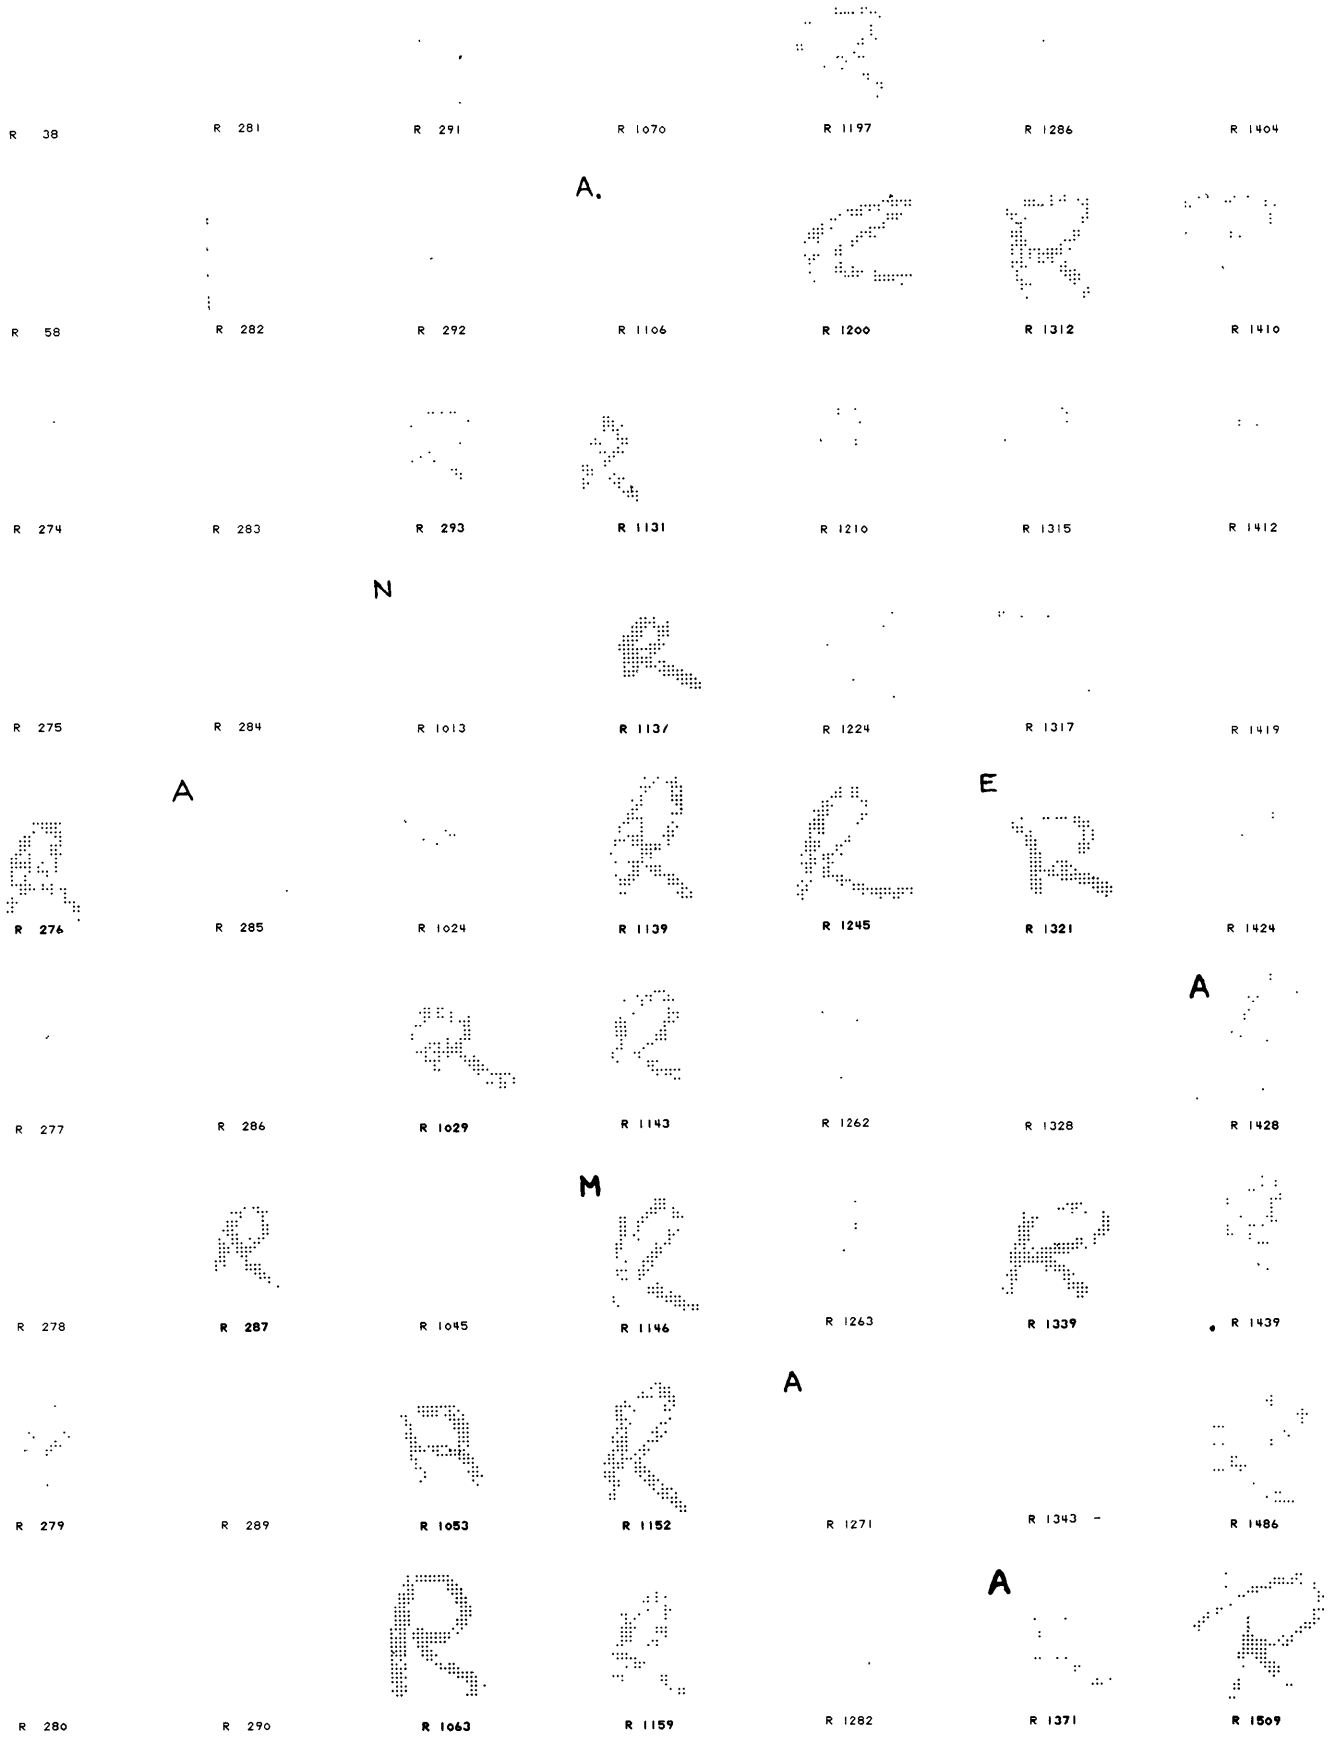 R 38 R 281 R 291 R 1070 R 1197 R 1286 R 1404
A.
R 58 R 282 R 292 R 1106 R 1200 R 1312 R 1410
R 274 R 283 R 293 R 1131 R 1210 R 1315 R 1412
N
R 275 R 284 R 1013 R 1137 R 1224 R 1317 R 1419
A E
R 276 R 285 R 1024 R 1139 R 1245 R 1321 R 1424
A
R 277 R 286 R 1029 R 1143 R 1262 R 1328 R 1428
M
R 278 R 287 R 1045 R 1146 R 1263 R 1339 R 1439
A
R 279 R 289 R 1053 R 1152 R 1271 R 1343 - R 1486
A
R 280 R 290 R 1063 R 1159 R 1282 R 1371 R 1509